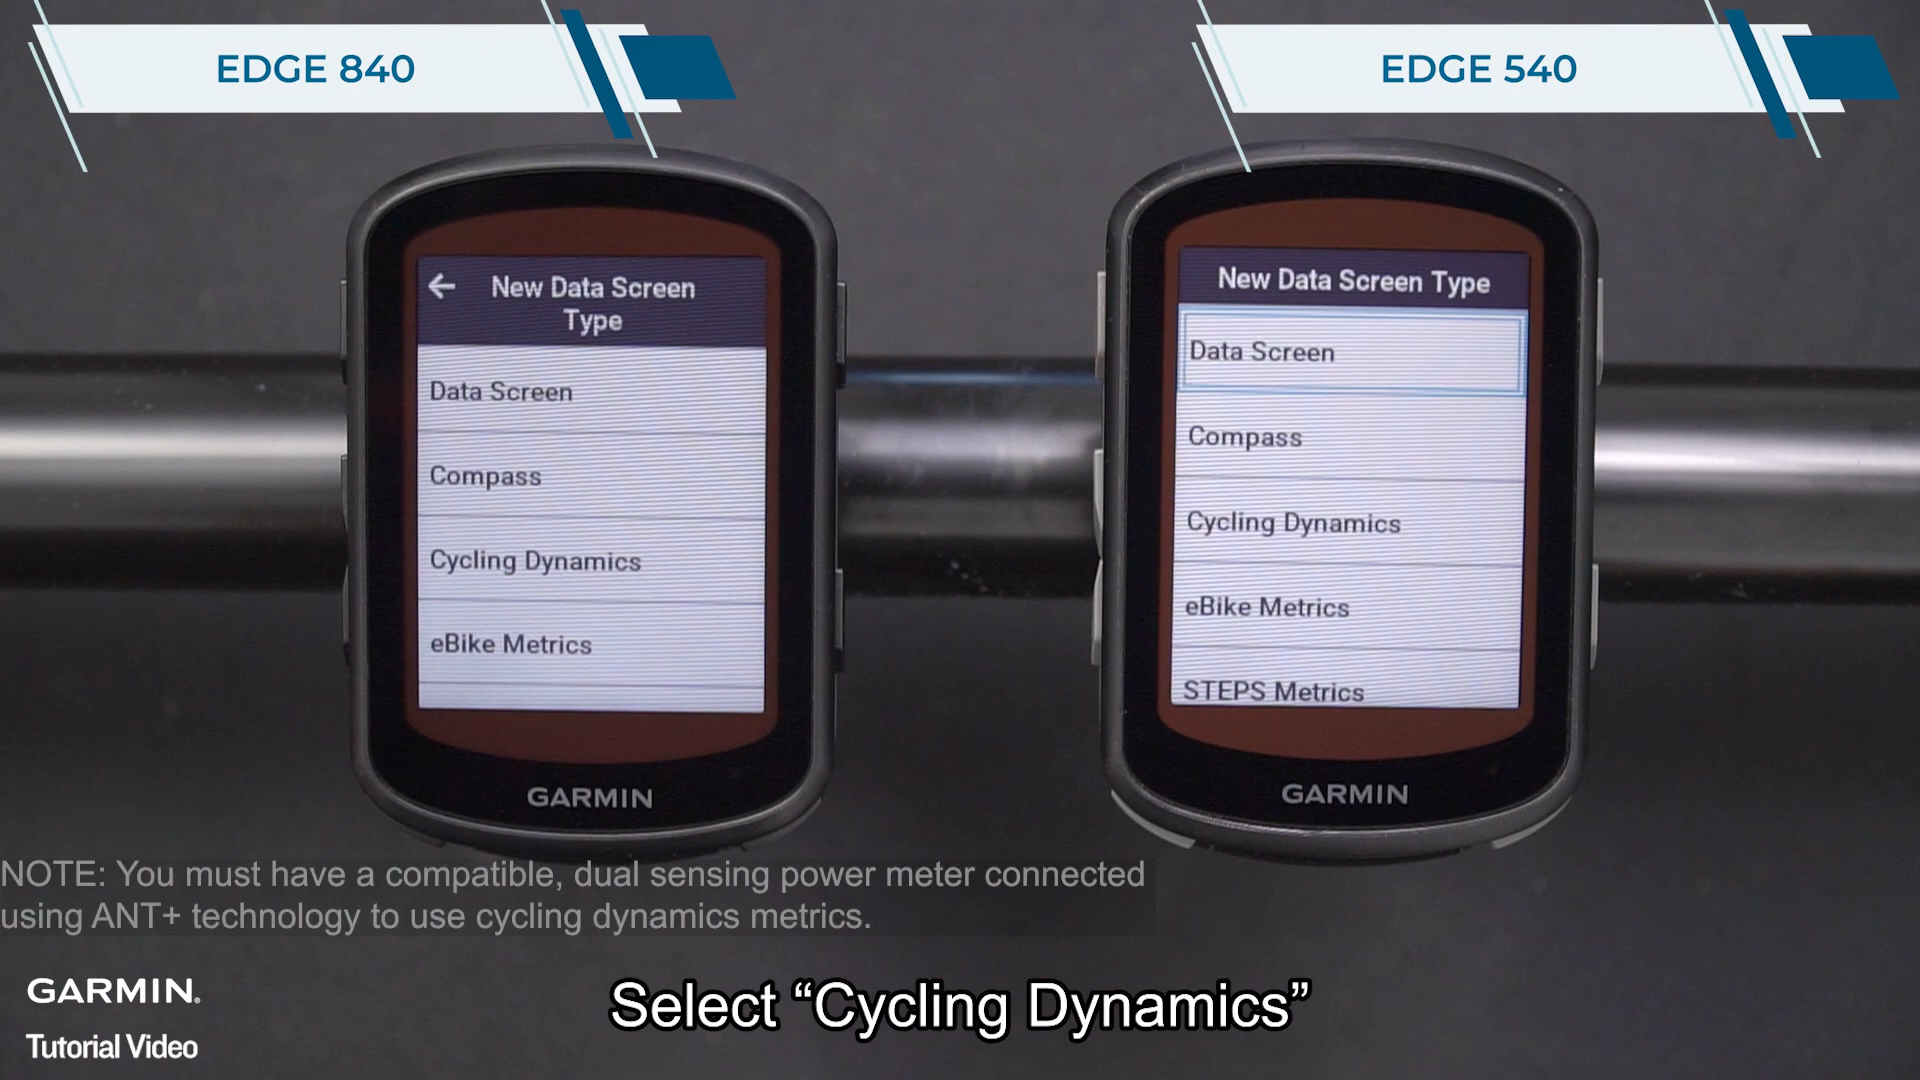 EDGE 840
EDGE 540
New Data Screen
Type
Data Screen
Compass
Cycling Dynamics
eBike Metrics
GARMIN
New Data Screen Type
Data Screen
Compass
Cycling Dynamics
eBike Metrics
STEPS Metrics
GARMIN
NOTE: You must have a compatible, dual sensing power meter connected
using ANT+ technology to use cycling dynamics metrics.
GARMIN®
Tutorial Video
Select “Cycling Dynamics”